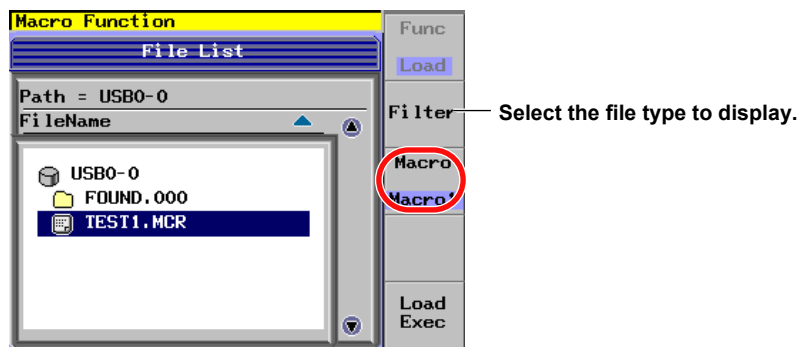 Macro Function
File List
Path = USB0-0
FileName
USB0-0
FOUND.000
TEST1.MCR
Func
Load
Filter
Select the file type to display.
Macro
Macro1
Load
Exec